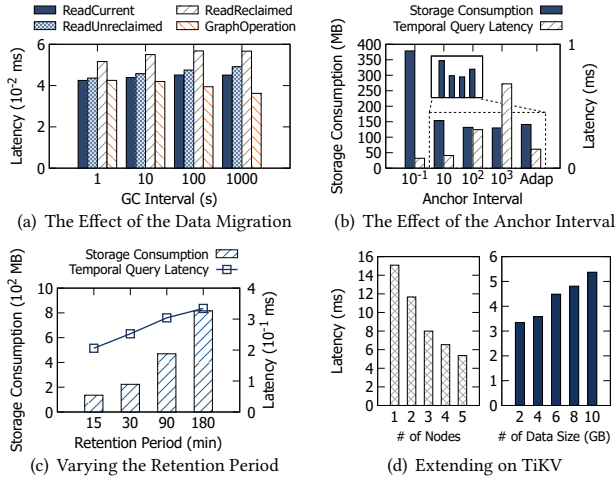 ReadCurrent
ReadUnreclaimed
ReadReclaimed
GraphOperation
Latency (10⁻² ms)
6
4
2
0
1 10 100 1000
GC Interval (s)
(a) The Effect of the Data Migration
Storage Consumption
Temporal Query Latency
Storage Consumption (MB)
400
350
300
250
200
150
100
50
0
1
0
Latency (ms)
10⁻¹ 10 10² 10³ Adap
Anchor Interval
(b) The Effect of the Anchor Interval
Storage Consumption
Temporal Query Latency
Storage Consumption (10² MB)
10
8
6
4
2
0
4
3
2
1
0
Latency (10⁻¹ ms)
15 30 90 180
Retention Period (min)
(c) Varying the Retention Period
Latency (ms)
16
14
12
10
8
6
4
2
0
1 2 3 4 5
# of Nodes
6
5
4
3
2
1
0
2 4 6 8 10
# of Data Size (GB)
(d) Extending on TiKV